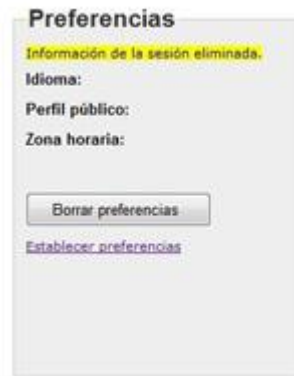 Preferencias
Información de la sesión eliminada.
Idioma:
Perfil público:
Zona horaria:
Borrar preferencias
Establecer preferencias